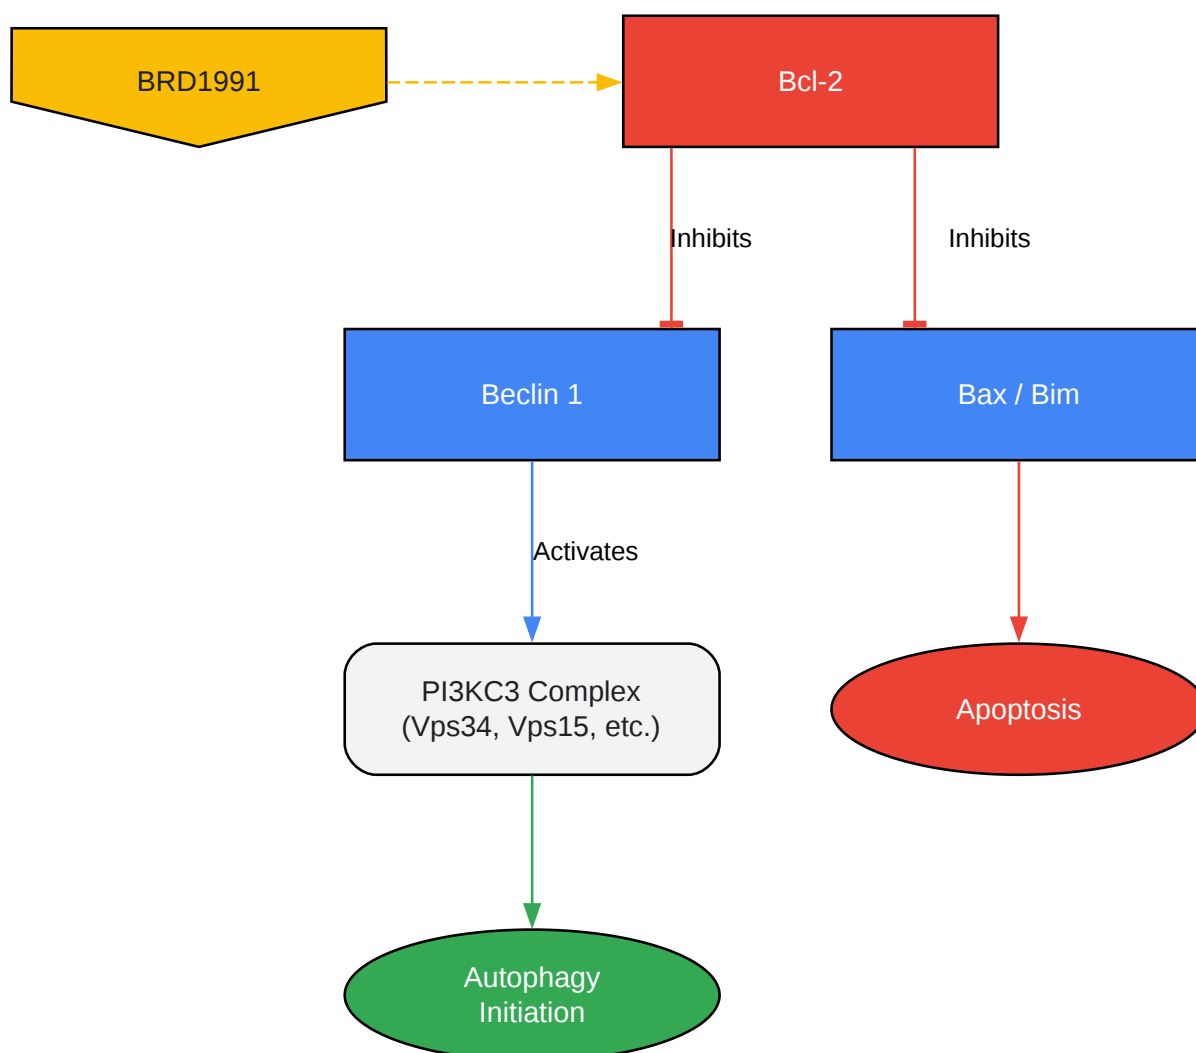 BRD1991
Bcl-2
Inhibits
Inhibits
Beclin 1
Bax / Bim
Activates
PI3KC3 Complex
(Vps34, Vps15, etc.)
Apoptosis
Autophagy
Initiation